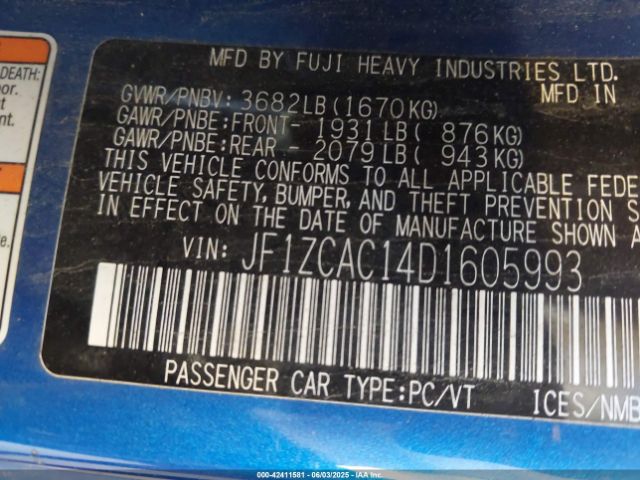 DEATH:
MFD BY FUJI HEAVY INDUSTRIES LTD.
MFD IN
GVWR/PNBV: 3682LB(1670KG)
GAWR/PNBE:FRONT- 1931LB( 876KG)
GAWR/PNBE:REAR - 2079LB( 943KG)
THIS VEHICLE CONFORMS TO ALL APPLICABLE FEDE
VEHICLE SAFETY, BUMPER, AND THEFT PREVENTION S
IN EFFECT ON THE DATE OF MANUFACTURE SHOWN A
VIN: JF1ZCAC14D1605993
PASSENGER CAR TYPE:PC/VT
ICES/NMB
000-42411581 - 06/03/2025 - IAAI